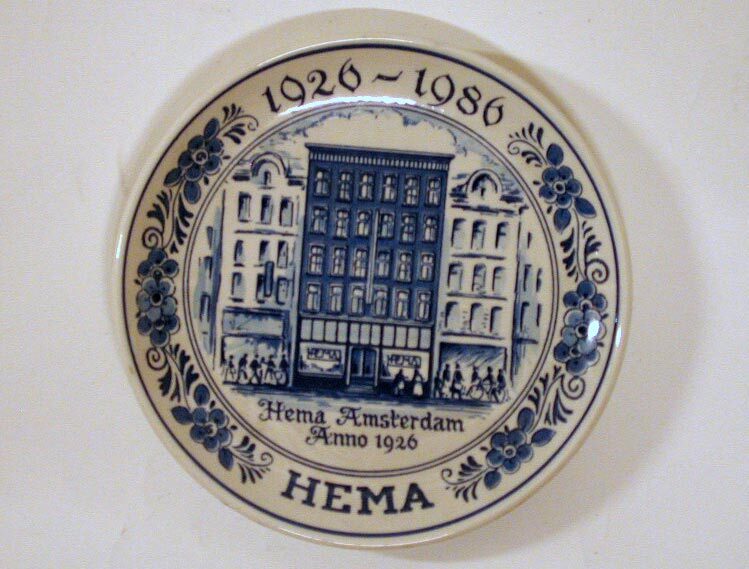 1926 - 1986
HEMA HEMA
Hema Amsterdam
Anno 1926
HEMA